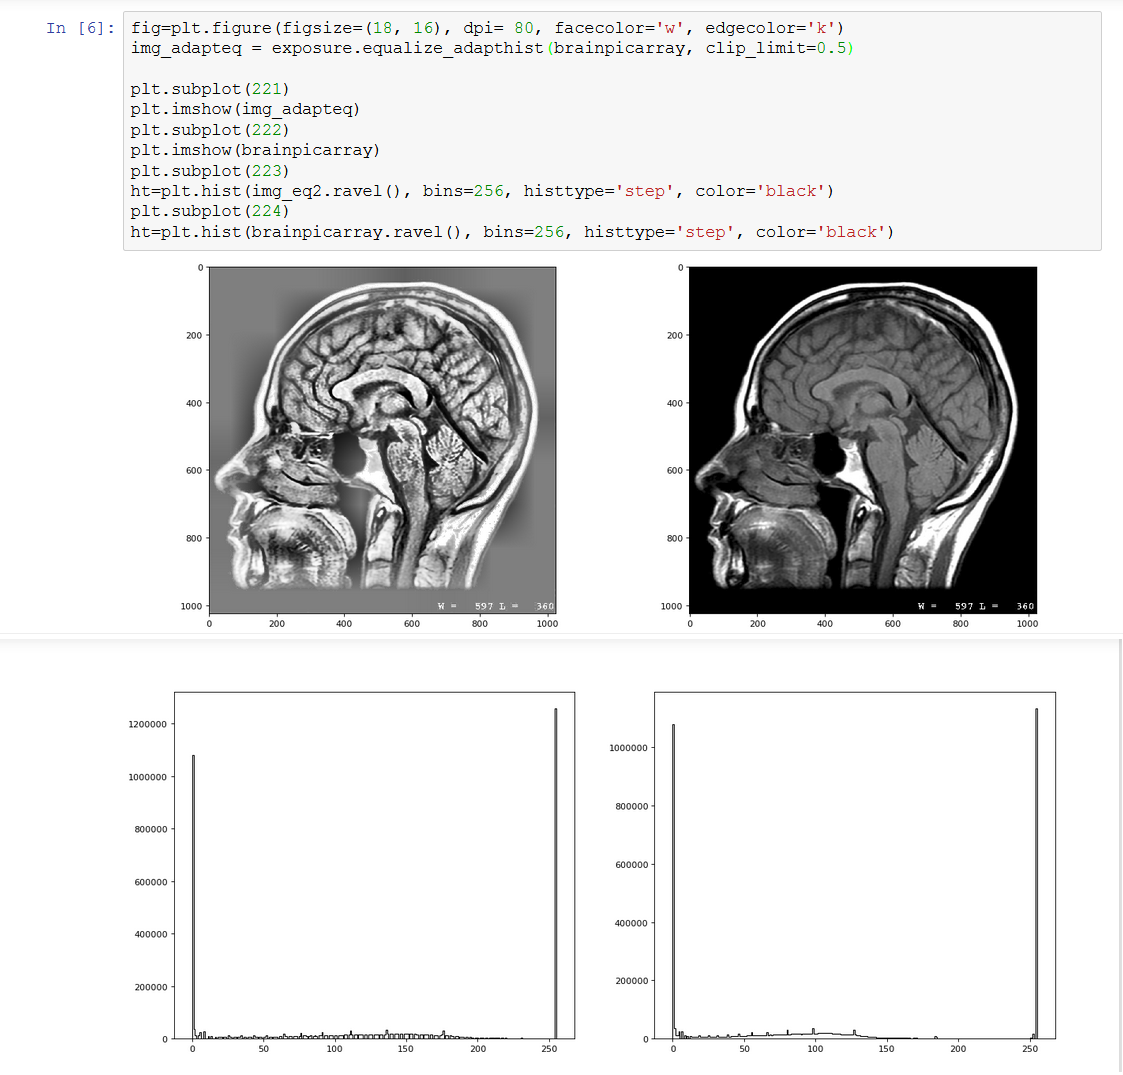 In [6]: fig=plt.figure(figsize=(18, 16), dpi= 80, facecolor='w', edgecolor='k')
img_adapteq = exposure.equalize_adapthist(brainpicarray, clip_limit=0.5)
plt.subplot(221)
plt.imshow(img_adapteq)
plt.subplot(222)
plt.imshow(brainpicarray)
plt.subplot(223)
ht=plt.hist(img_eq2.ravel(), bins=256, histtype='step', color='black')
plt.subplot(224)
ht=plt.hist(brainpicarray.ravel(), bins=256, histtype='step', color='black')
0
200
400
600
800
1000
W = 597 L = 360
0 200 400 600 800 1000
0
200
400
600
800
1000
W = 597 L = 360
0 200 400 600 800 1000
1200000
1000000
800000
600000
400000
200000
0
0 50 100 150 200 250
1000000
800000
600000
400000
200000
0
0 50 100 150 200 250